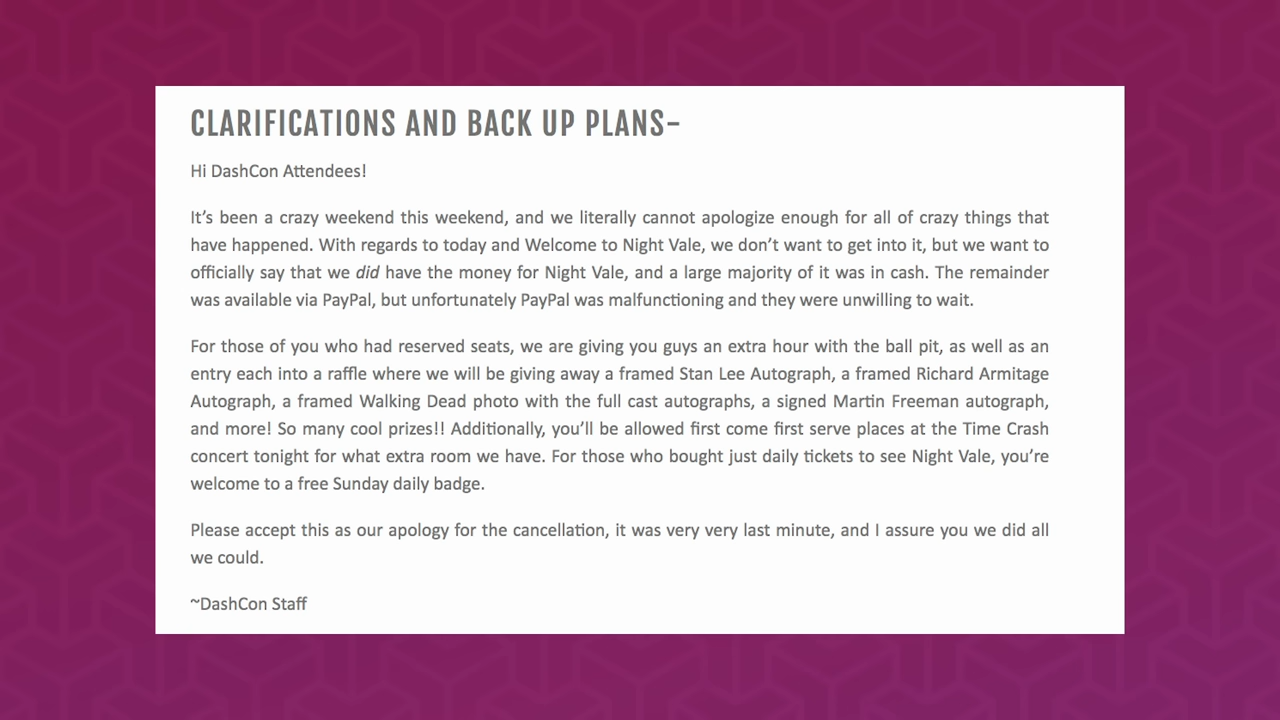 CLARIFICATIONS AND BACK UP PLANS–
Hi DashCon Attendees!
It’s been a crazy weekend this weekend, and we literally cannot apologize enough for all of crazy things that
have happened. With regards to today and Welcome to Night Vale, we don’t want to get into it, but we want to
officially say that we did have the money for Night Vale, and a large majority of it was in cash. The remainder
was available via PayPal, but unfortunately PayPal was malfunctioning and they were unwilling to wait.
For those of you who had reserved seats, we are giving you guys an extra hour with the ball pit, as well as an
entry each into a raffle where we will be giving away a framed Stan Lee Autograph, a framed Richard Armitage
Autograph, a framed Walking Dead photo with the full cast autographs, a signed Martin Freeman autograph,
and more! So many cool prizes!! Additionally, you’ll be allowed first come first serve places at the Time Crash
concert tonight for what extra room we have. For those who bought just daily tickets to see Night Vale, you’re
welcome to a free Sunday daily badge.
Please accept this as our apology for the cancellation, it was very very last minute, and I assure you we did all
we could.
~DashCon Staff